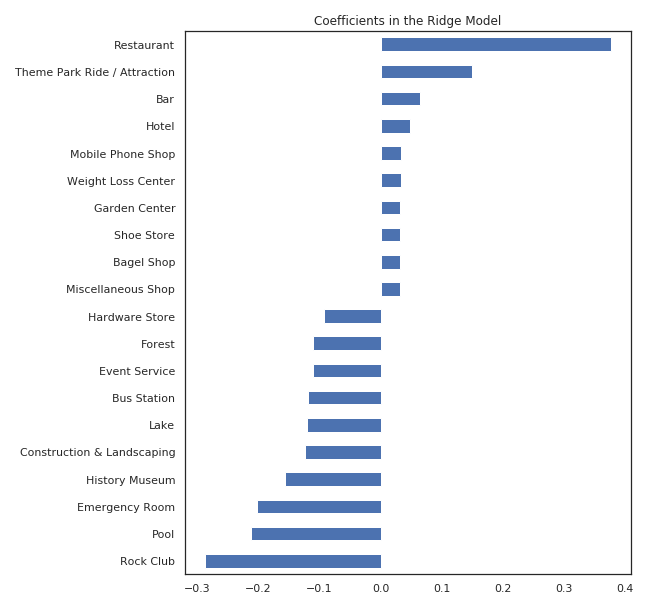 Coefficients in the Ridge Model
Restaurant
Theme Park Ride / Attraction
Bar
Hotel
Mobile Phone Shop
Weight Loss Center
Garden Center
Shoe Store
Bagel Shop
Miscellaneous Shop
Hardware Store
Forest
Event Service
Bus Station
Lake
Construction & Landscaping
History Museum
Emergency Room
Pool
Rock Club
−0.3 −0.2 −0.1 0.0 0.1 0.2 0.3 0.4